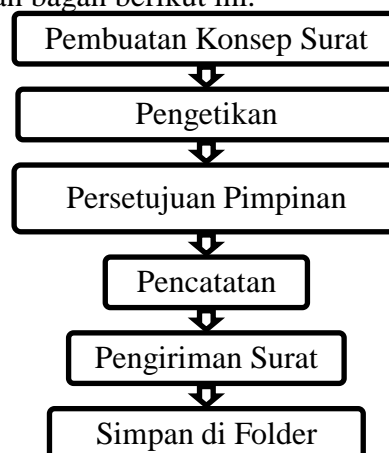 bagan berikut ini.
Pembuatan Konsep Surat
Pengetikan
Persetujuan Pimpinan
Pencatatan
Pengiriman Surat
Simpan di Folder